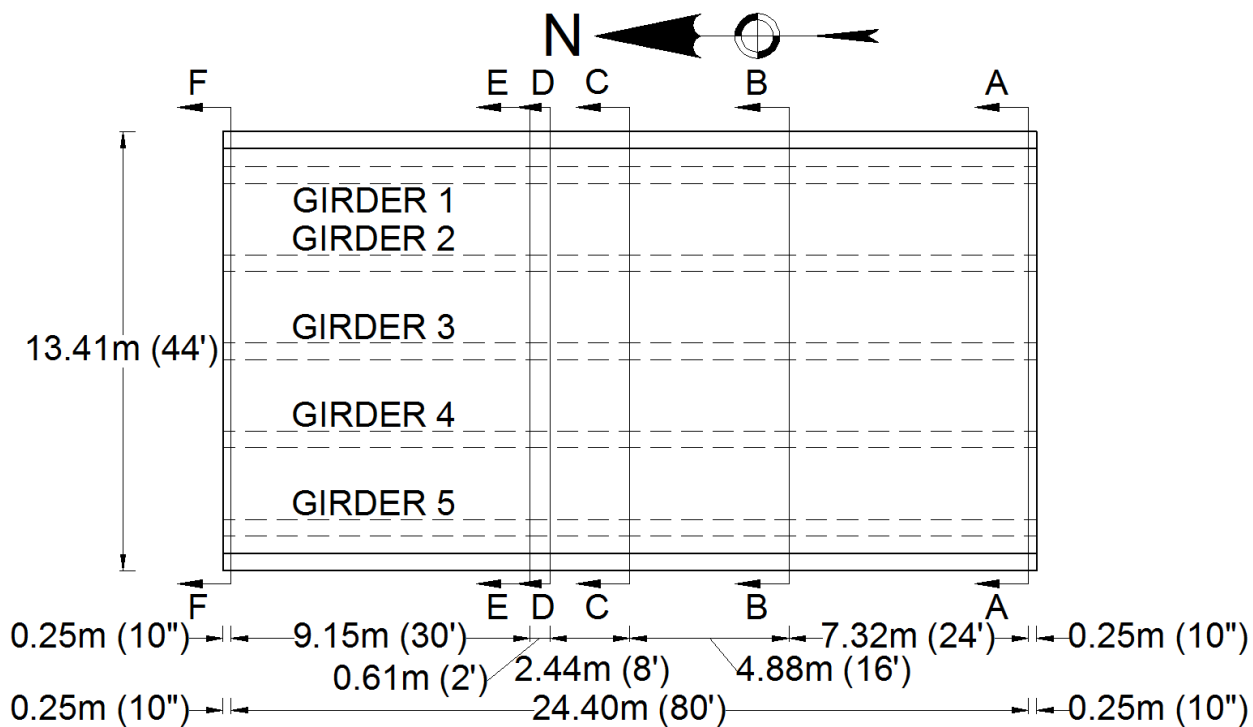 N
F E D C B A
GIRDER 1
GIRDER 2
GIRDER 3
13.41m (44')
GIRDER 4
GIRDER 5
F E D C B A
0.25m (10") 9.15m (30') 7.32m (24') 0.25m (10")
0.61m (2') 2.44m (8') 4.88m (16')
0.25m (10") 24.40m (80') 0.25m (10")